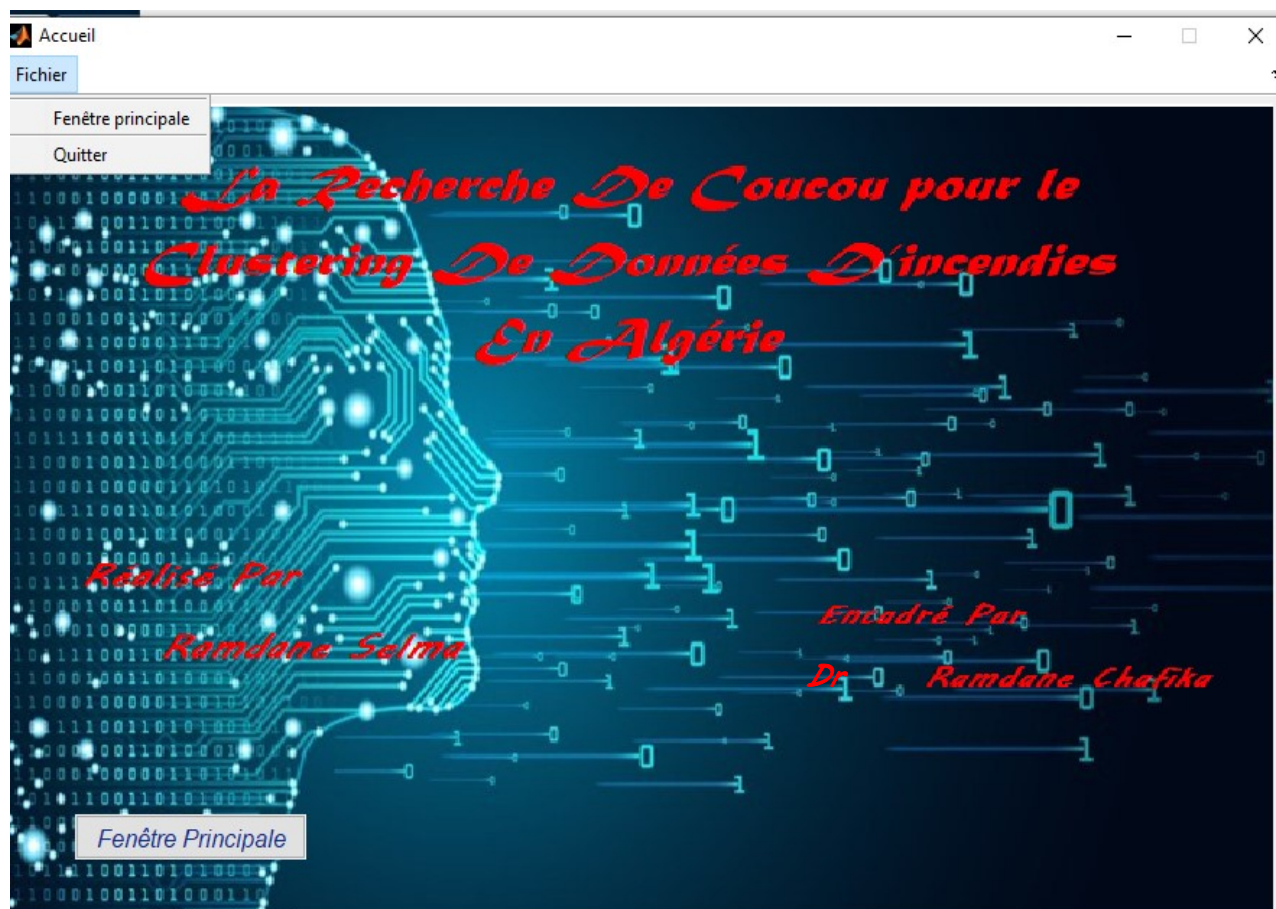 Accueil
Fichier
Fenêtre principale
Quitter
La Recherche De Coucou pour le
Clustering De Données D'incendies
En Algérie
Réalisé Par
Ramdane Selma
Encadré Par
Dr Ramdane Chafika
Fenêtre Principale